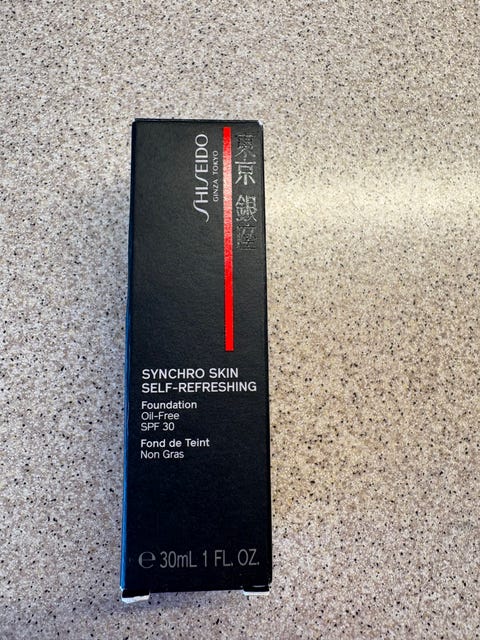 SHISEIDO
GINZA TOKYO
東京 銀座
SYNCHRO SKIN
SELF-REFRESHING
Foundation
Oil-Free
SPF 30
Fond de Teint
Non Gras
℮ 30mL 1 FL. OZ.